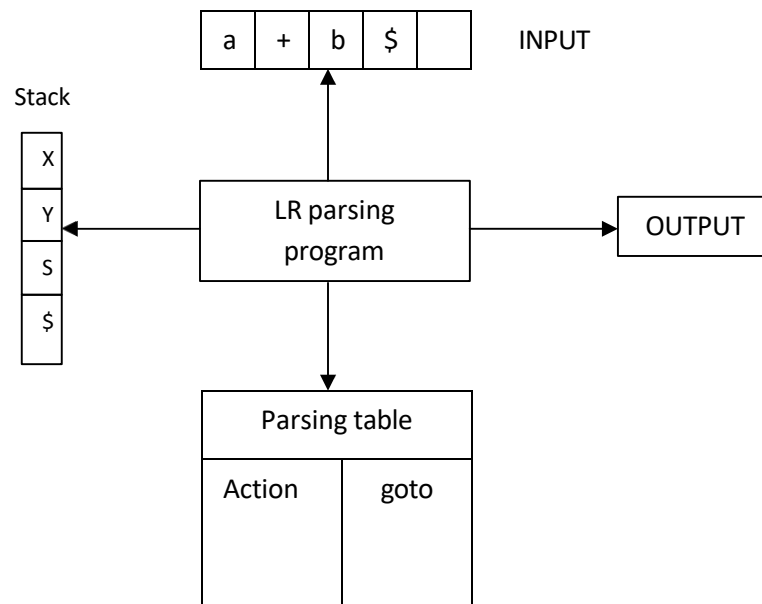 a + b $ INPUT
Stack
X
Y
S
$
LR parsing
program
OUTPUT
Parsing table
Action goto